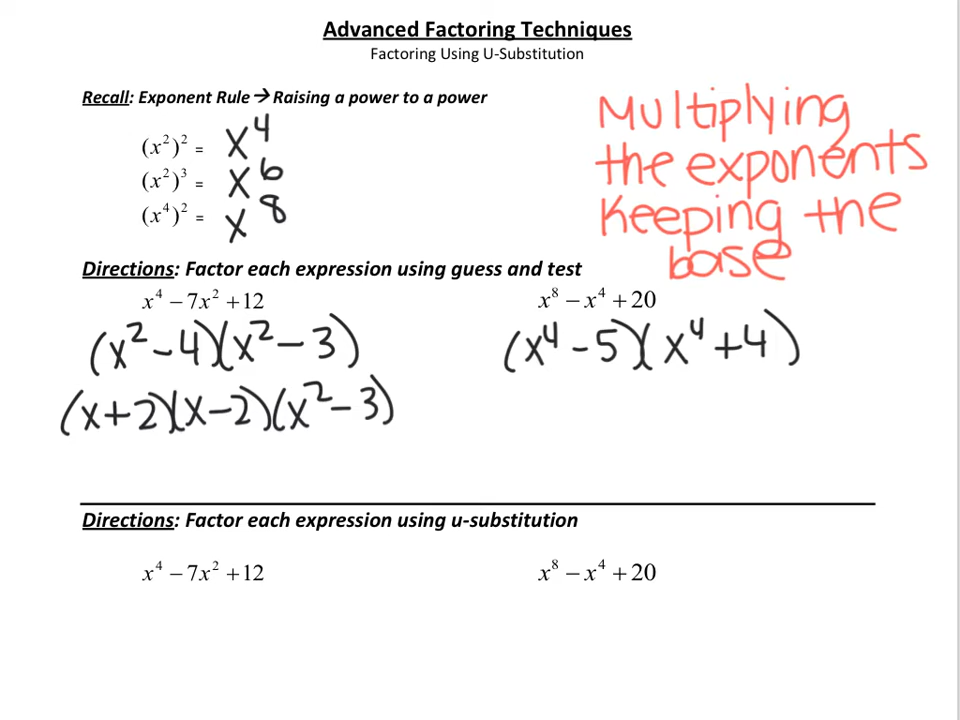 Advanced Factoring Techniques
Factoring Using U-Substitution
Recall: Exponent Rule → Raising a power to a power
(x²)² = x⁴
(x²)³ = x⁶
(x⁴)² = x⁸
Multiplying
the exponents
Keeping the
base
Directions: Factor each expression using guess and test
x⁴ − 7x² + 12
(x² − 4)(x² − 3)
(x+2)(x−2)(x² − 3)
x⁸ − x⁴ + 20
(x⁴ − 5)(x⁴ + 4)
Directions: Factor each expression using u-substitution
x⁴ − 7x² + 12
x⁸ − x⁴ + 20